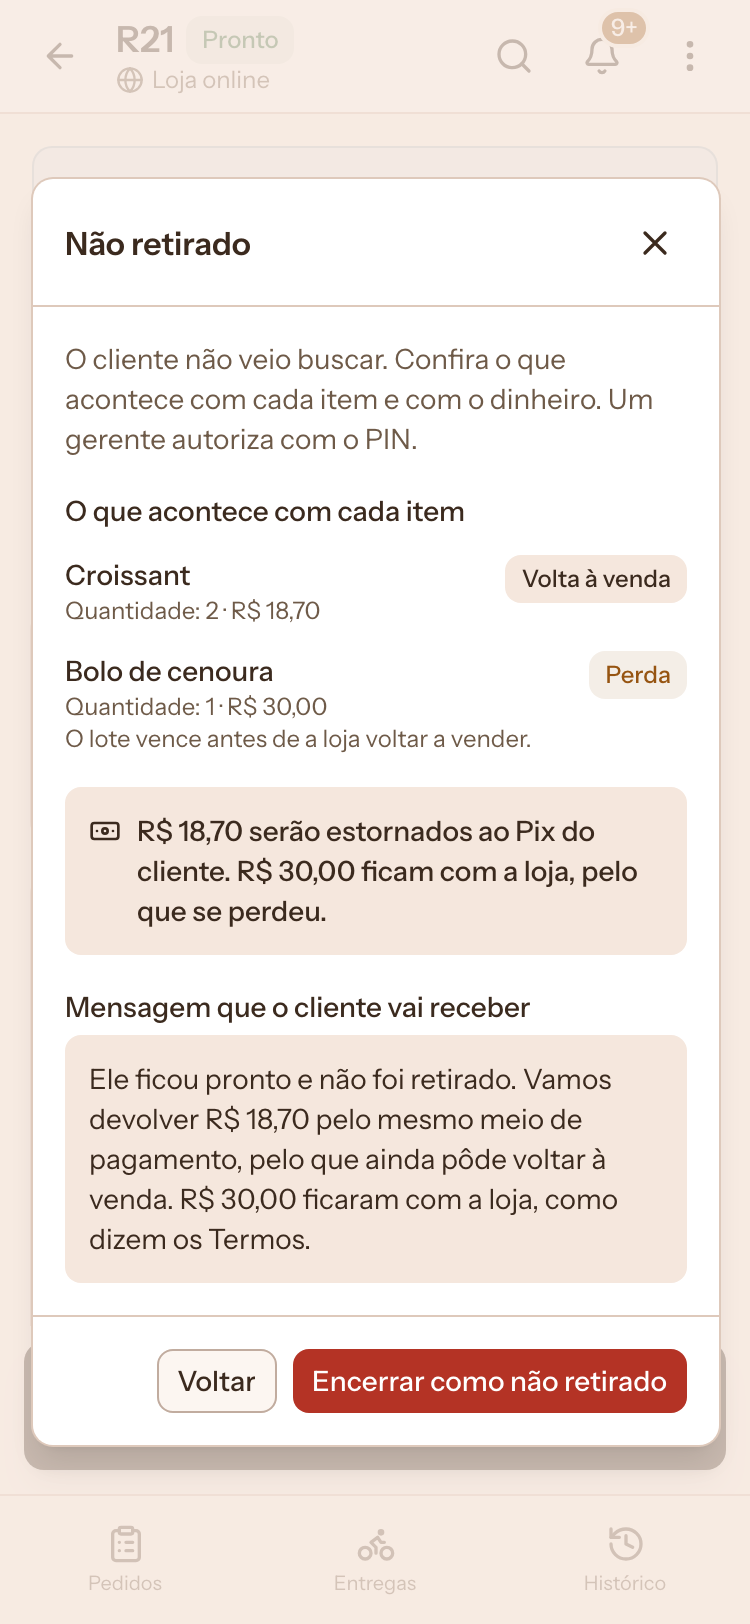 R21 Pronto
Loja online
9+
Não retirado
O cliente não veio buscar. Confira o que
acontece com cada item e com o dinheiro. Um
gerente autoriza com o PIN.
O que acontece com cada item
Croissant
Volta à venda
Quantidade: 2 · R$ 18,70
Bolo de cenoura
Perda
Quantidade: 1 · R$ 30,00
O lote vence antes de a loja voltar a vender.
R$ 18,70 serão estornados ao Pix do
cliente. R$ 30,00 ficam com a loja, pelo
que se perdeu.
Mensagem que o cliente vai receber
Ele ficou pronto e não foi retirado. Vamos
devolver R$ 18,70 pelo mesmo meio de
pagamento, pelo que ainda pôde voltar à
venda. R$ 30,00 ficaram com a loja, como
dizem os Termos.
Voltar
Encerrar como não retirado
Pedidos
Entregas
Histórico